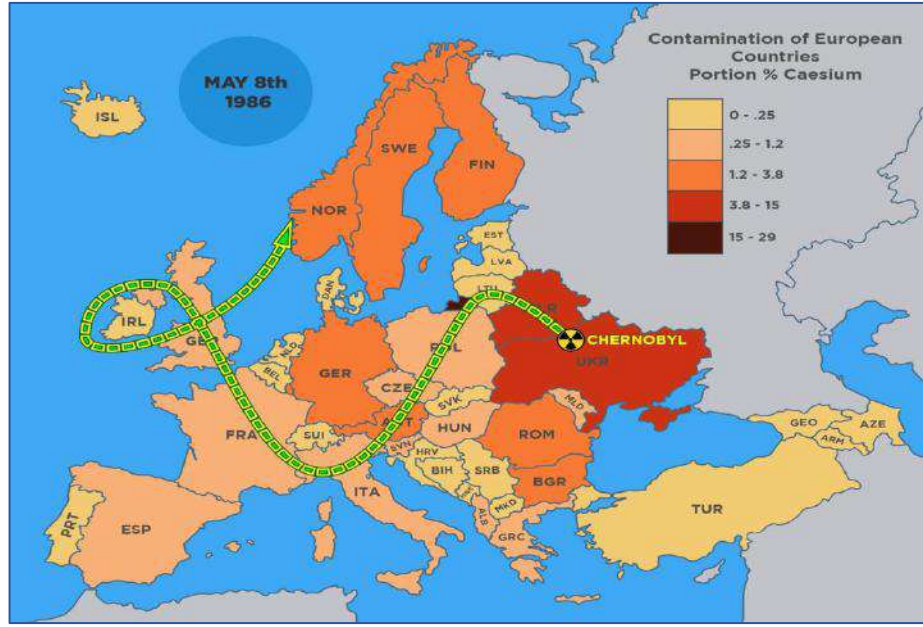 MAY 8th
1986
Contamination of European
Countries
Portion % Caesium
0 - .25
.25 - 1.2
1.2 - 3.8
3.8 - 15
15 - 29
ISL
SWE
FIN
NOR
EST
LVA
LTU
DAN
IRL
NLD
BEL
GER
CHERNOBYL
UKR
CZE
SVK
MLD
FRA
SUI
HUN
ROM
SVN
HRV
BIH
SRB
BGR
ITA
MKD
ALB
GRC
PRT
ESP
TUR
GEO
ARM
AZE